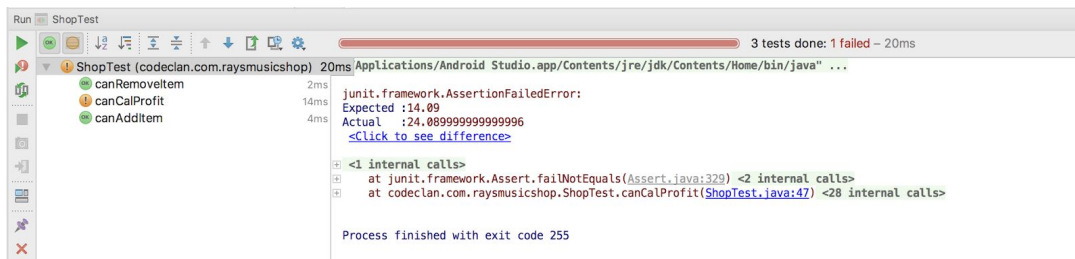 Run ShopTest
3 tests done: 1 failed – 20ms
ShopTest (codeclan.com.raysmusicshop) 20ms
canRemoveItem 2ms
canCalProfit 14ms
canAddItem 4ms
Applications/Android Studio.app/Contents/jre/jdk/Contents/Home/bin/java" ...
junit.framework.AssertionFailedError:
Expected :14.09
Actual :24.089999999999996
<Click to see difference>
<1 internal calls>
at junit.framework.Assert.failNotEquals(Assert.java:329) <2 internal calls>
at codeclan.com.raysmusicshop.ShopTest.canCalProfit(ShopTest.java:47) <28 internal calls>
Process finished with exit code 255